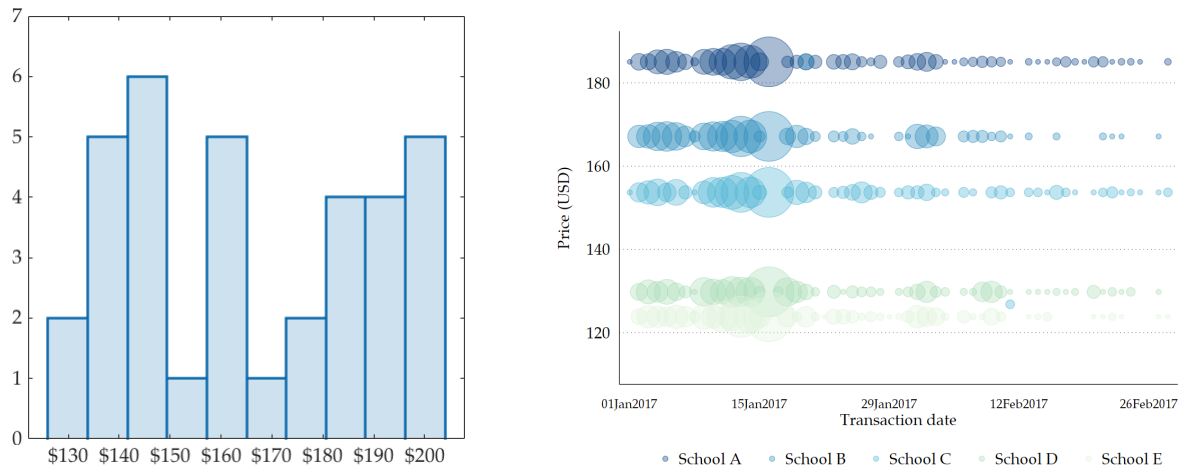 7
6
5
4
3
2
1
0
$130 $140 $150 $160 $170 $180 $190 $200
Price (USD)
180
160
140
120
01Jan2017 15Jan2017 29Jan2017 12Feb2017 26Feb2017
Transaction date
School A School B School C School D School E